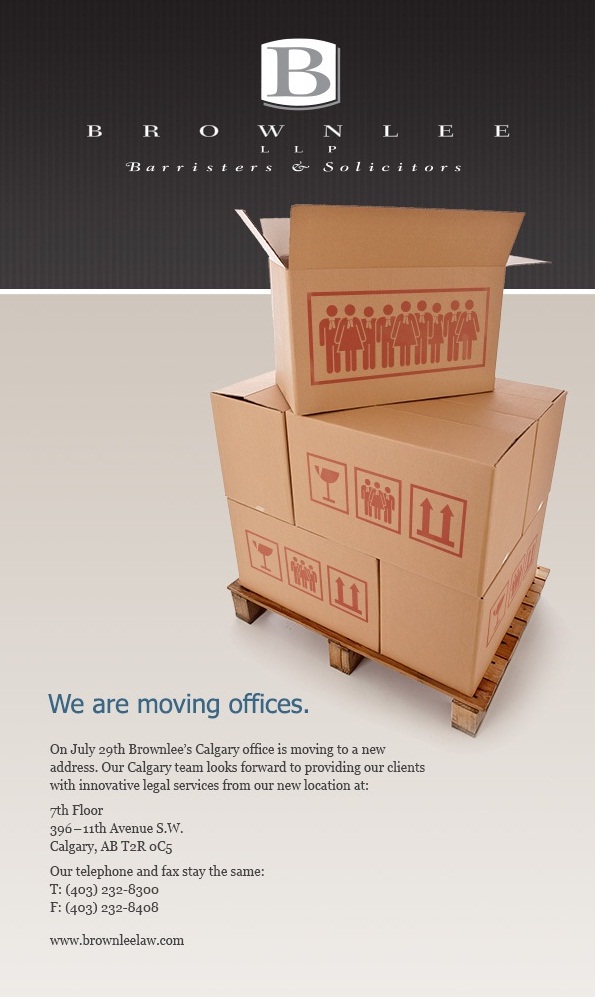 B
BROWNLEE
LLP
Barristers & Solicitors
We are moving offices.
On July 29th Brownlee's Calgary office is moving to a new
address. Our Calgary team looks forward to providing our clients
with innovative legal services from our new location at:
7th Floor
396–11th Avenue S.W.
Calgary, AB T2R 0C5
Our telephone and fax stay the same:
T: (403) 232-8300
F: (403) 232-8408
www.brownleelaw.com